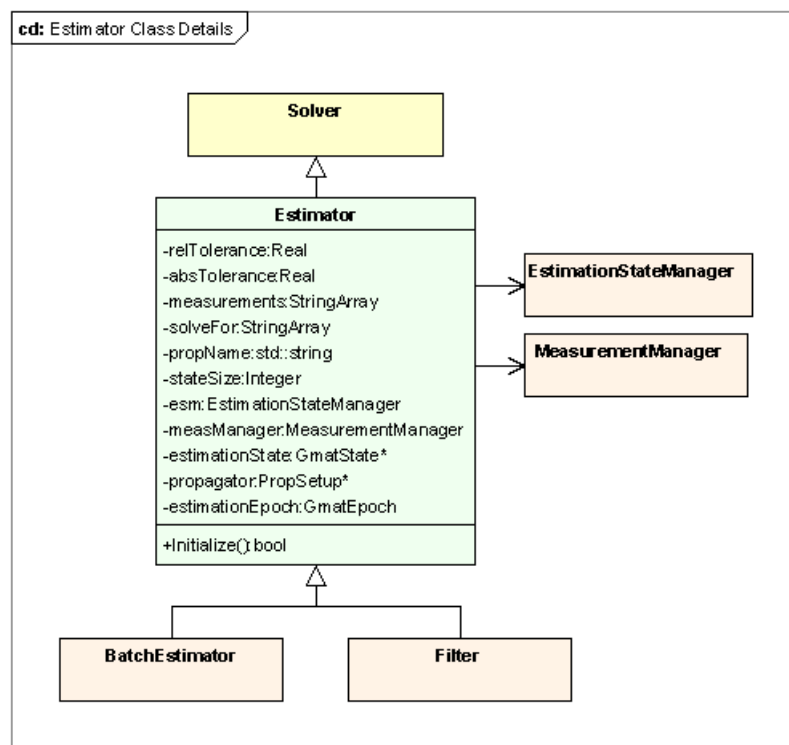 cd: Estimator Class Details
Solver
Estimator
-relTolerance:Real
-absTolerance:Real
-measurements:StringArray
-solveFor:StringArray
-propName:std::string
-stateSize:Integer
-esm:EstimationStateManager
-measManager:MeasurementManager
-estimationState:GmatState*
-propagator:PropSetup*
-estimationEpoch:GmatEpoch
+Initialize():bool
EstimationStateManager
MeasurementManager
BatchEstimator
Filter